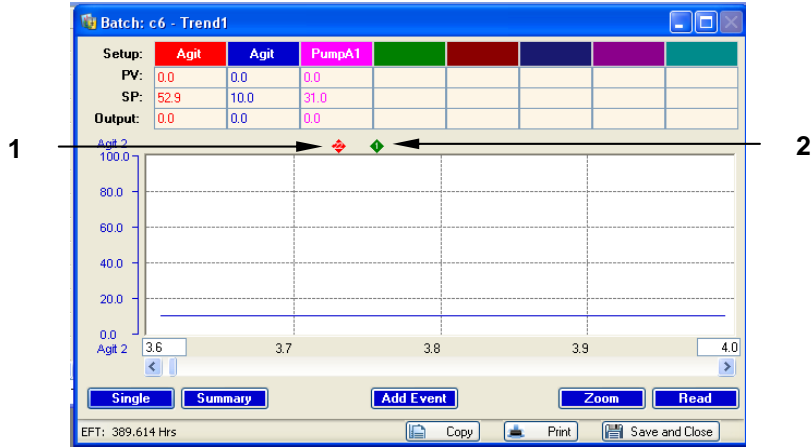 Batch: c6 - Trend1
Setup: Agit Agit PumpA1
PV: 0.0 0.0 0.0
SP: 52.9 10.0 31.0
Output: 0.0 0.0 0.0
1 2
Agit 2
100.0
80.0
60.0
40.0
20.0
0.0
Agit 2 3.6 3.7 3.8 3.9 4.0
Single Summary Add Event Zoom Read
EFT: 389.614 Hrs Copy Print Save and Close